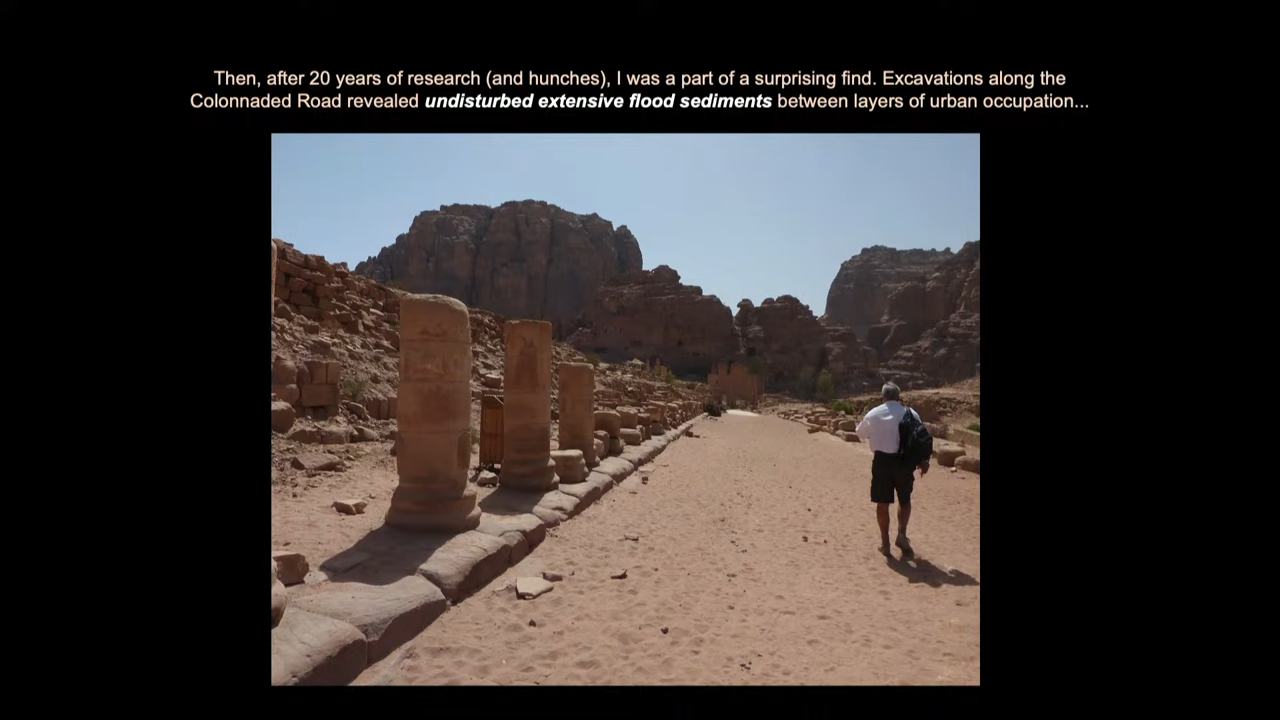 Then, after 20 years of research (and hunches), I was a part of a surprising find. Excavations along the
Colonnaded Road revealed undisturbed extensive flood sediments between layers of urban occupation...